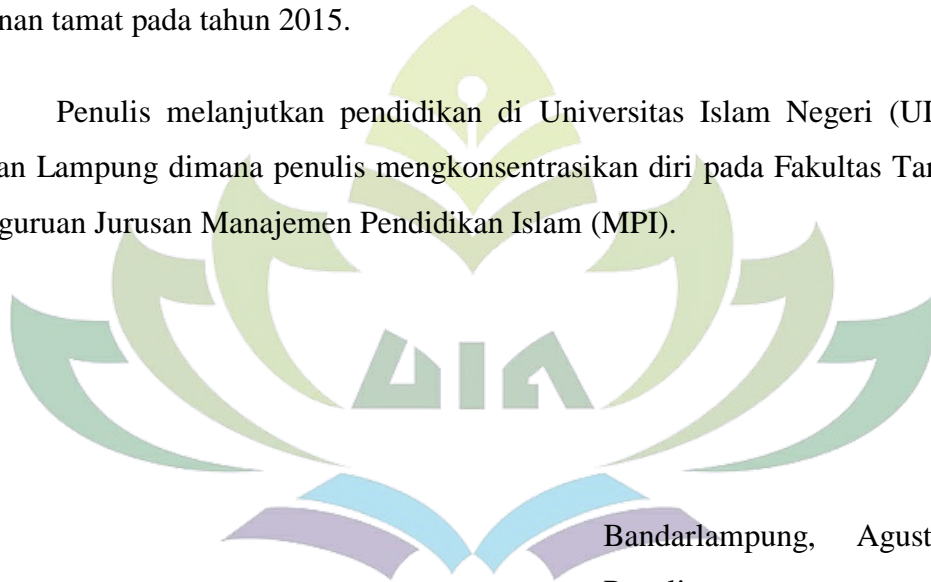 nan tamat pada tahun 2015.
Penulis melanjutkan pendidikan di Universitas Islam Negeri (UI
an Lampung dimana penulis mengkonsentrasikan diri pada Fakultas Tar
guruan Jurusan Manajemen Pendidikan Islam (MPI).
UIN
Bandarlampung, Agust